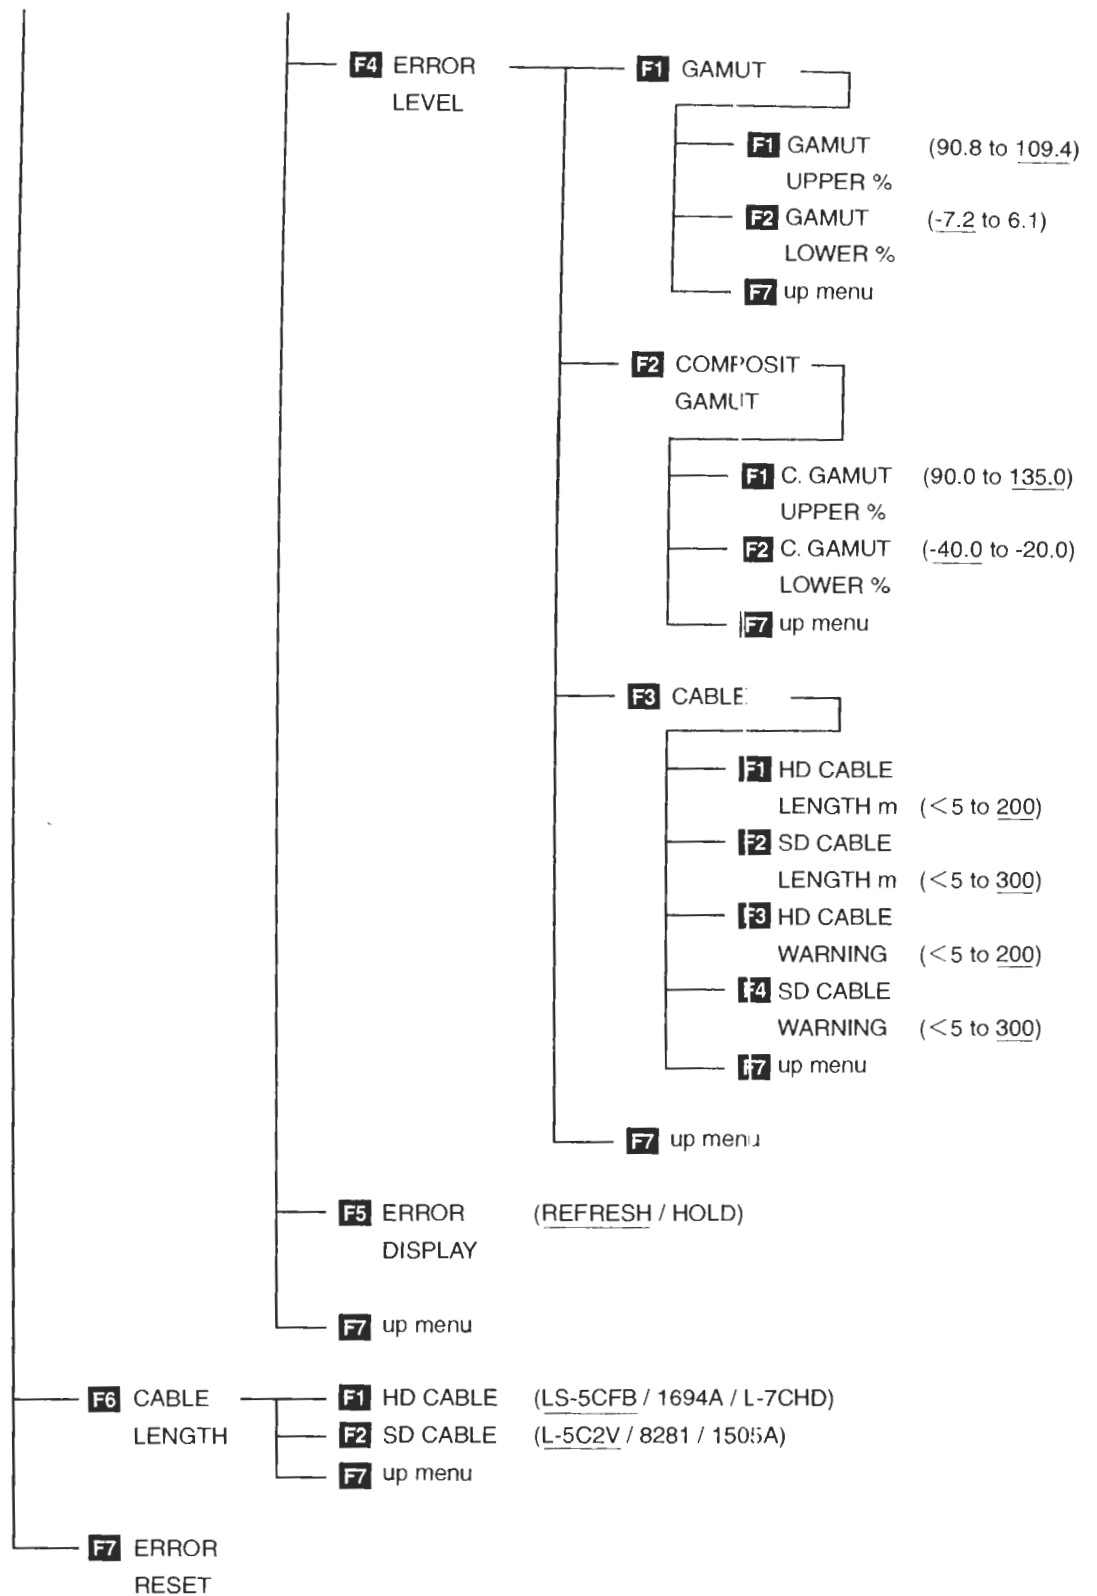 F4 ERROR
LEVEL
F1 GAMUT
F1 GAMUT (90.8 to 109.4)
UPPER %
F2 GAMUT (-7.2 to 6.1)
LOWER %
F7 up menu
F2 COMPOSIT
GAMUT
F1 C. GAMUT (90.0 to 135.0)
UPPER %
F2 C. GAMUT (-40.0 to -20.0)
LOWER %
F7 up menu
F3 CABLE
F1 HD CABLE
LENGTH m (<5 to 200)
F2 SD CABLE
LENGTH m (<5 to 300)
F3 HD CABLE
WARNING (<5 to 200)
F4 SD CABLE
WARNING (<5 to 300)
F7 up menu
F7 up menu
F5 ERROR (REFRESH / HOLD)
DISPLAY
F7 up menu
F6 CABLE
LENGTH
F1 HD CABLE (LS-5CFB / 1694A / L-7CHD)
F2 SD CABLE (L-5C2V / 8281 / 1505A)
F7 up menu
F7 ERROR
RESET